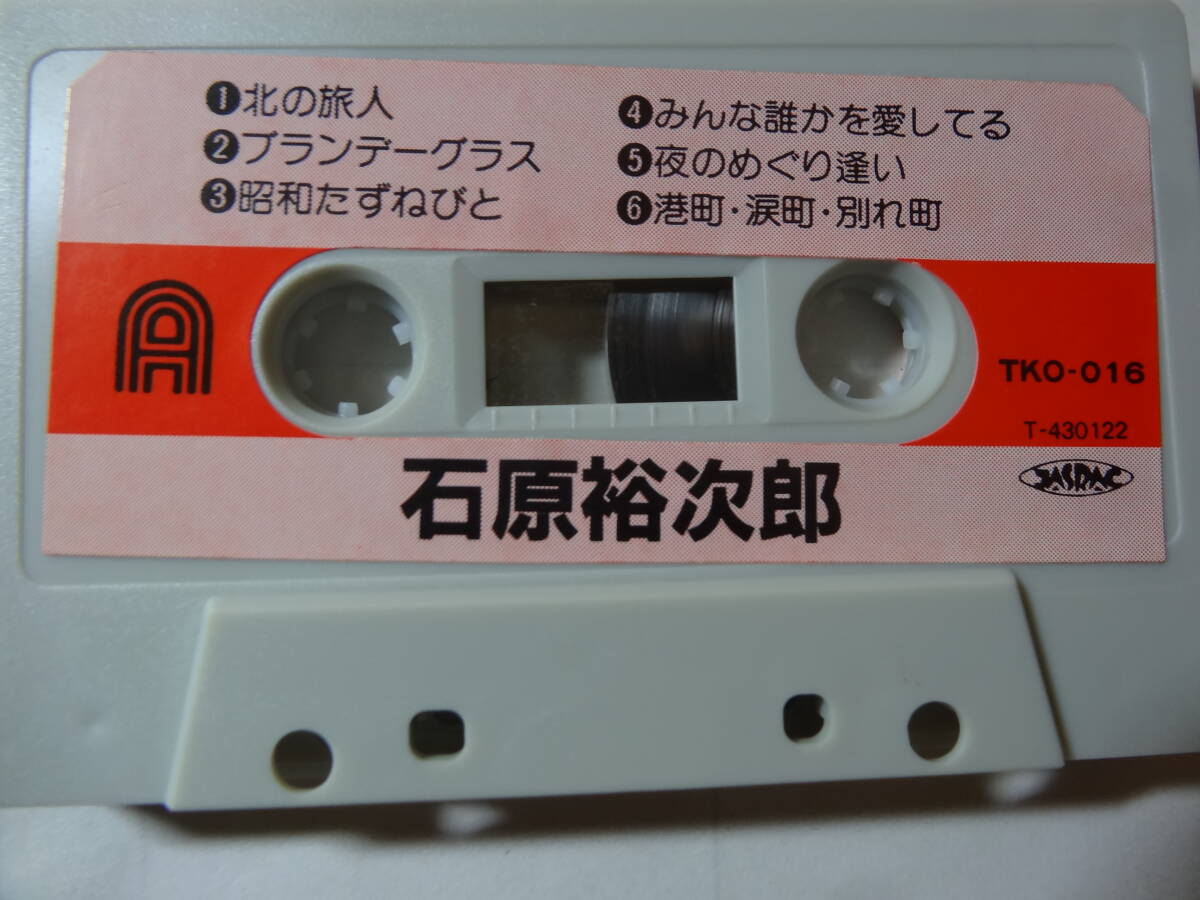 ❶北の旅人
❷ブランデーグラス
❸昭和たずねびと
❹みんな誰かを愛してる
❺夜のめぐり逢い
❻港町・涙町・別れ町
A
TKO-016
T-430122
JASRAC
石原裕次郎